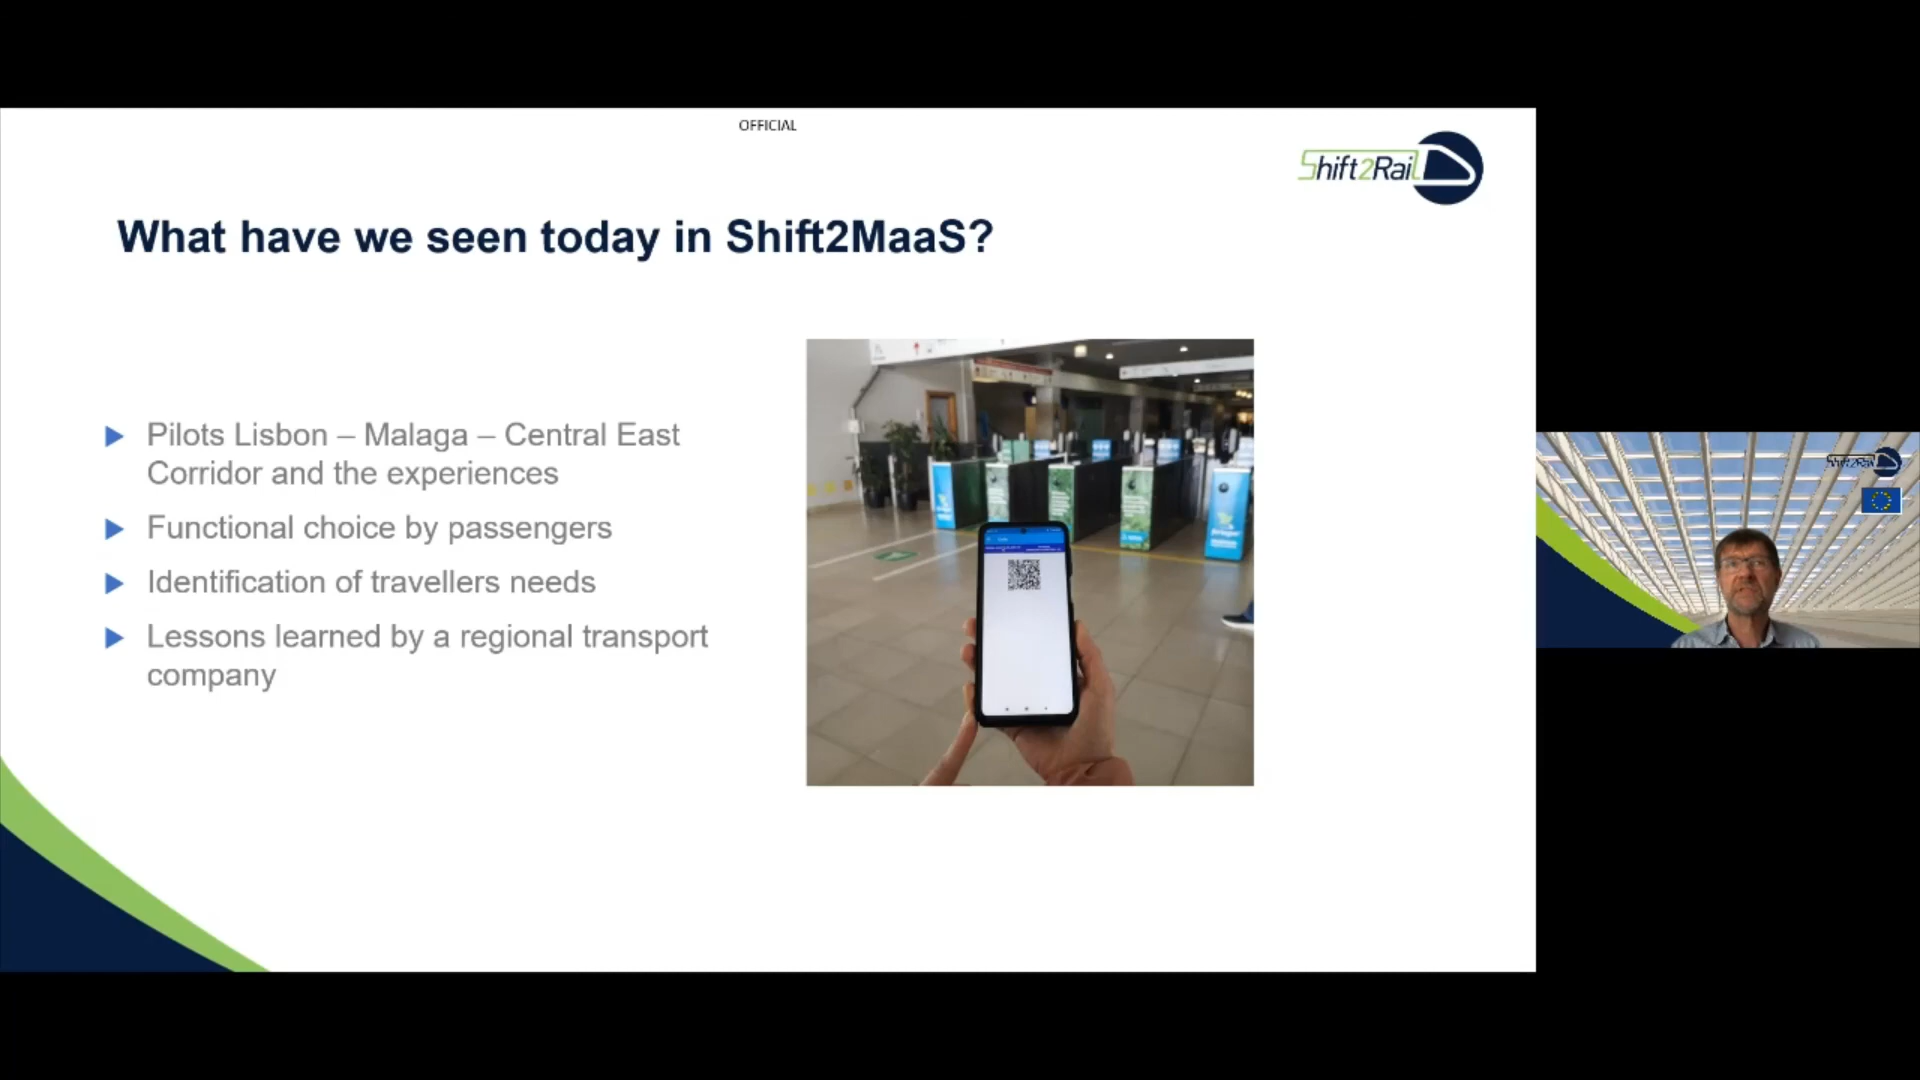 OFFICIAL
Shift2Rail
What have we seen today in Shift2MaaS?
Pilots Lisbon – Malaga – Central East
Corridor and the experiences
Functional choice by passengers
Identification of travellers needs
Lessons learned by a regional transport
company
Shift2Rail